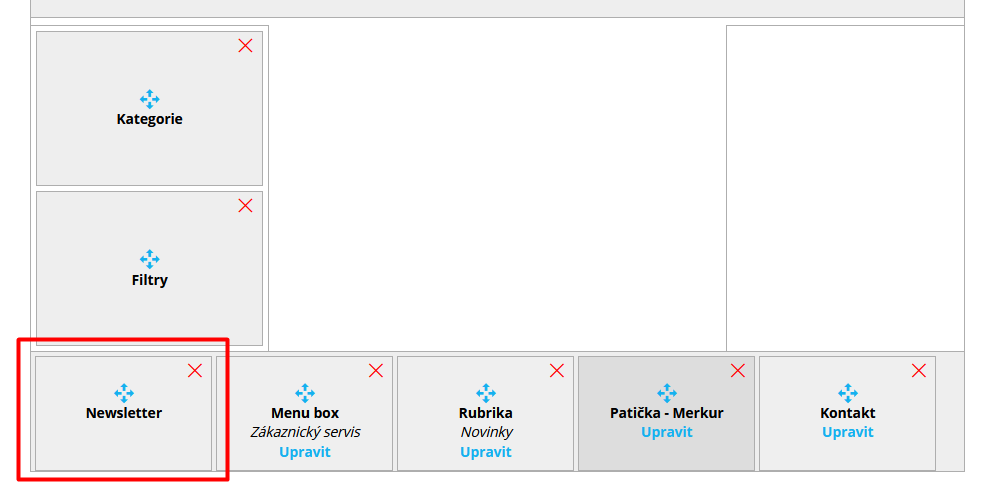 Kategorie
Filtry
Newsletter
Menu box
Zákaznický servis
Upravit
Rubrika
Novinky
Upravit
Patička - Merkur
Upravit
Kontakt
Upravit